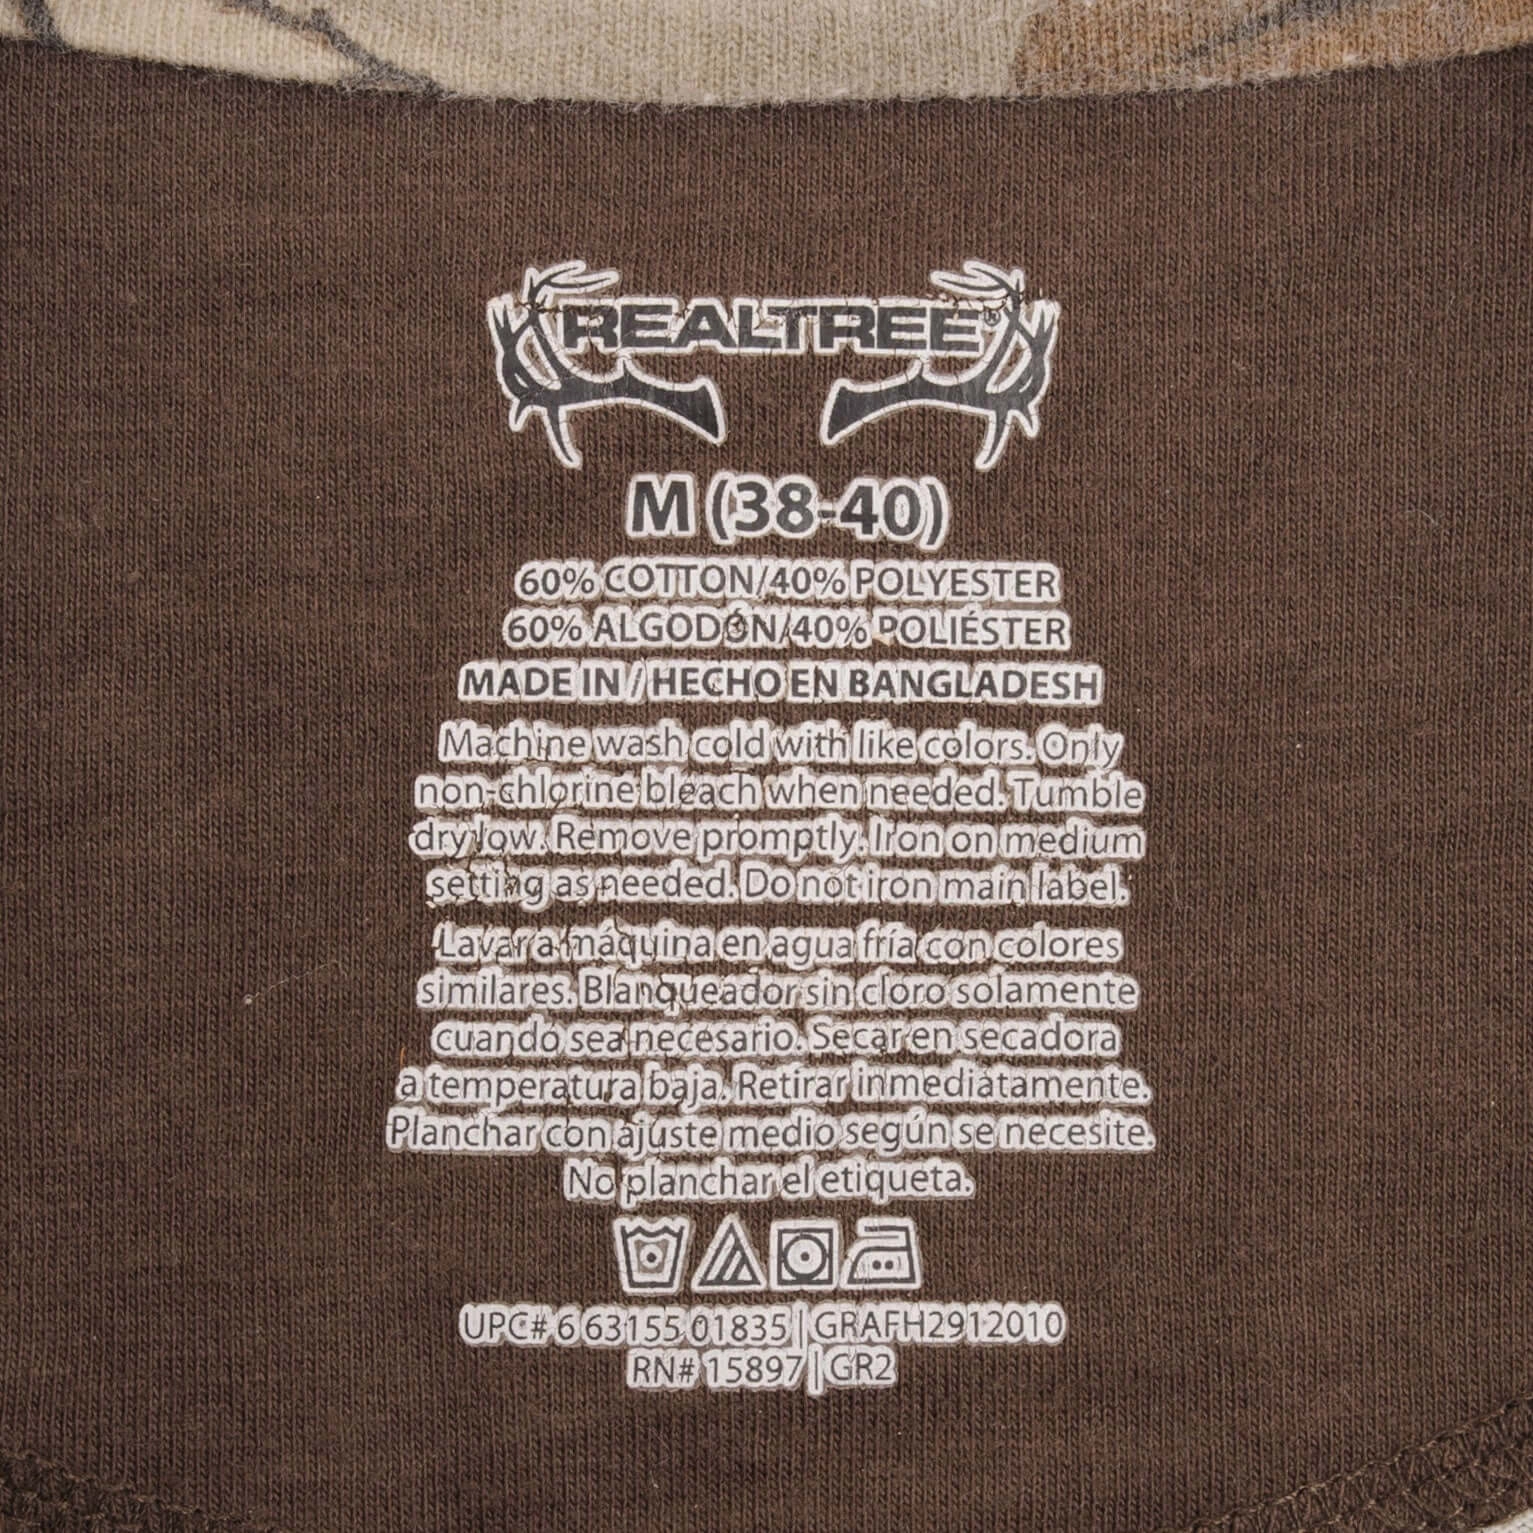 REALTREE®
M (38-40)
60% COTTON/40% POLYESTER
60% ALGODÓN/40% POLIÉSTER
MADE IN / HECHO EN BANGLADESH
Machine wash cold with like colors. Only
non-chlorine bleach when needed. Tumble
dry low. Remove promptly. Iron on medium
setting as needed. Do not iron main label.
Lavar a máquina en agua fría con colores
similares. Blanqueador sin cloro solamente
cuando sea necesario. Secar en secadora
a temperatura baja. Retirar inmediatamente.
Planchar con ajuste medio según se necesite.
No planchar el etiqueta.
UPC# 6 63155 01835 | GRAFH2912010
RN# 15897 | GR2